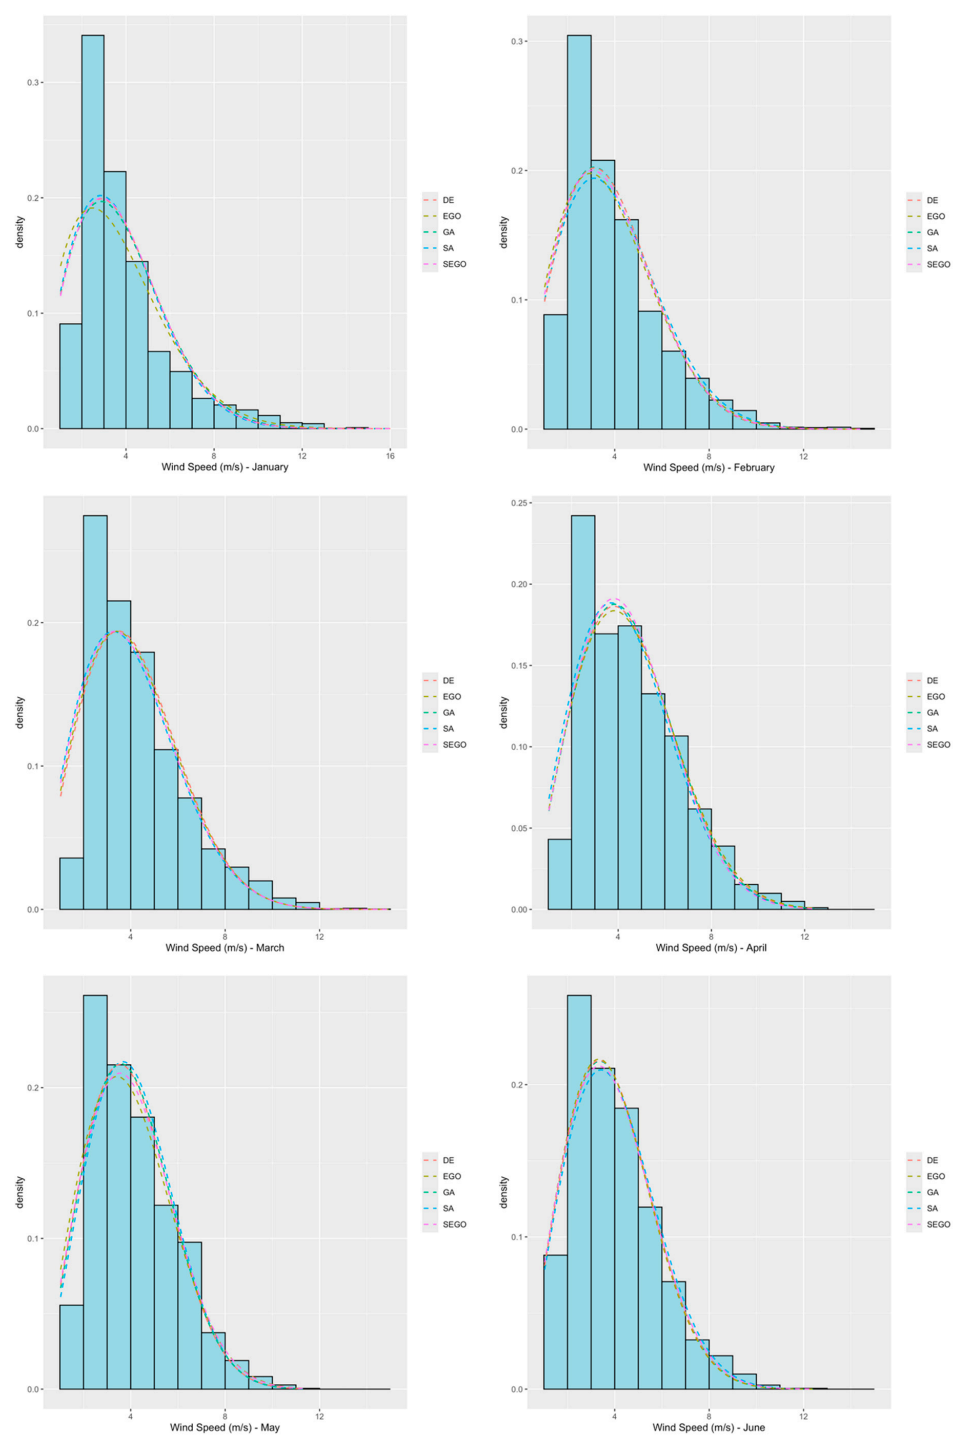 density
0.3
0.2
0.1
0.0
4
8
12
16
Wind Speed (m/s) - January
DE
EGO
GA
SA
SEGO
density
0.3
0.2
0.1
0.0
4
8
12
Wind Speed (m/s) - February
DE
EGO
GA
SA
SEGO
density
0.2
0.1
0.0
4
8
12
Wind Speed (m/s) - March
DE
EGO
GA
SA
SEGO
density
0.25
0.20
0.15
0.10
0.05
0.00
4
8
12
Wind Speed (m/s) - April
DE
EGO
GA
SA
SEGO
density
0.2
0.1
0.0
4
8
12
Wind Speed (m/s) - May
DE
EGO
GA
SA
SEGO
density
0.2
0.1
0.0
4
8
12
Wind Speed (m/s) - June
DE
EGO
GA
SA
SEGO